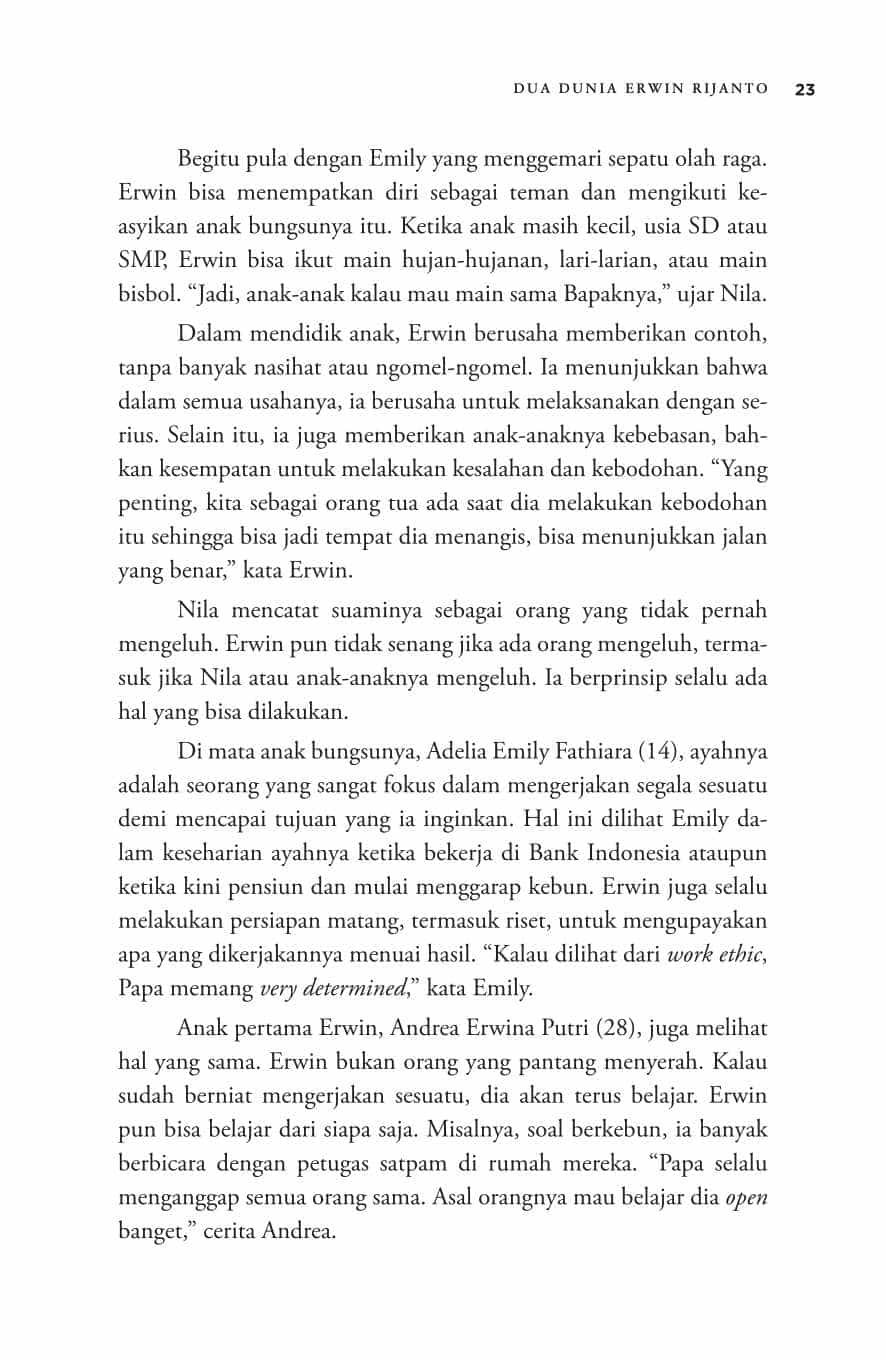 DUA DUNIA ERWIN RIJANTO 23
Begitu pula dengan Emily yang menggemari sepatu olah raga.
Erwin bisa menempatkan diri sebagai teman dan mengikuti ke-
asyikan anak bungsunya itu. Ketika anak masih kecil, usia SD atau
SMP, Erwin bisa ikut main hujan-hujanan, lari-larian, atau main
bisbol. “Jadi, anak-anak kalau mau main sama Bapaknya,” ujar Nila.
Dalam mendidik anak, Erwin berusaha memberikan contoh,
tanpa banyak nasihat atau ngomel-ngomel. Ia menunjukkan bahwa
dalam semua usahanya, ia berusaha untuk melaksanakan dengan se-
rius. Selain itu, ia juga memberikan anak-anaknya kebebasan, bah-
kan kesempatan untuk melakukan kesalahan dan kebodohan. “Yang
penting, kita sebagai orang tua ada saat dia melakukan kebodohan
itu sehingga bisa jadi tempat dia menangis, bisa menunjukkan jalan
yang benar,” kata Erwin.
Nila mencatat suaminya sebagai orang yang tidak pernah
mengeluh. Erwin pun tidak senang jika ada orang mengeluh, terma-
suk jika Nila atau anak-anaknya mengeluh. Ia berprinsip selalu ada
hal yang bisa dilakukan.
Di mata anak bungsunya, Adelia Emily Fathiara (14), ayahnya
adalah seorang yang sangat fokus dalam mengerjakan segala sesuatu
demi mencapai tujuan yang ia inginkan. Hal ini dilihat Emily da-
lam keseharian ayahnya ketika bekerja di Bank Indonesia ataupun
ketika kini pensiun dan mulai menggarap kebun. Erwin juga selalu
melakukan persiapan matang, termasuk riset, untuk mengupayakan
apa yang dikerjakannya menuai hasil. “Kalau dilihat dari work ethic,
Papa memang very determined,” kata Emily.
Anak pertama Erwin, Andrea Erwina Putri (28), juga melihat
hal yang sama. Erwin bukan orang yang pantang menyerah. Kalau
sudah berniat mengerjakan sesuatu, dia akan terus belajar. Erwin
pun bisa belajar dari siapa saja. Misalnya, soal berkebun, ia banyak
berbicara dengan petugas satpam di rumah mereka. “Papa selalu
menganggap semua orang sama. Asal orangnya mau belajar dia open
banget,” cerita Andrea.